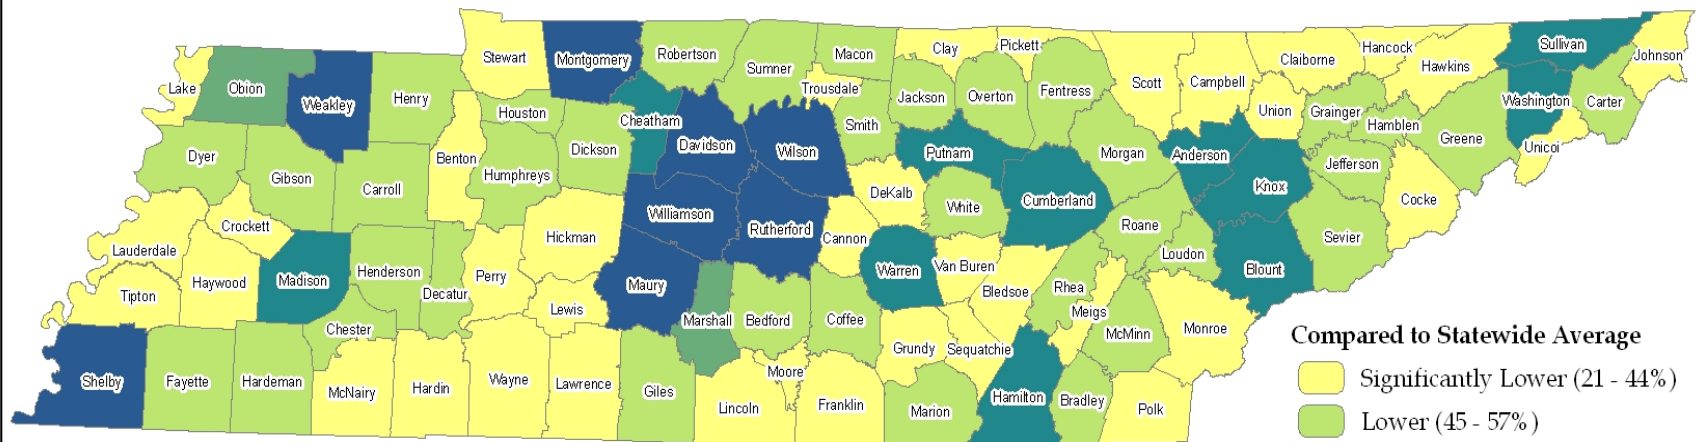 Stewart
Montgomery
Robertson
Sumner
Macon
Clay
Pickett
Scott
Campbell
Claiborne
Hancock
Hawkins
Sullivan
Johnson
Lake
Obion
Weakley
Henry
Houston
Cheatham
Trousdale
Jackson
Overton
Fentress
Union
Grainger
Hamblen
Washington
Carter
Dyer
Gibson
Carroll
Benton
Humphreys
Dickson
Davidson
Wilson
Smith
Putnam
Morgan
Anderson
Knox
Jefferson
Greene
Unicoi
Crockett
Williamson
Rutherford
DeKalb
White
Cumberland
Roane
Cocke
Lauderdale
Haywood
Madison
Henderson
Decatur
Perry
Hickman
Cannon
Warren
Van Buren
Loudon
Blount
Sevier
Tipton
Chester
Lewis
Maury
Marshall
Bedford
Coffee
Bledsoe
Rhea
Meigs
McMinn
Monroe
Grundy
Sequatchie
Shelby
Fayette
Hardeman
McNairy
Hardin
Wayne
Lawrence
Giles
Moore
Lincoln
Franklin
Marion
Hamilton
Bradley
Polk
Compared to Statewide Average
Significantly Lower (21 - 44%)
Lower (45 - 57%)